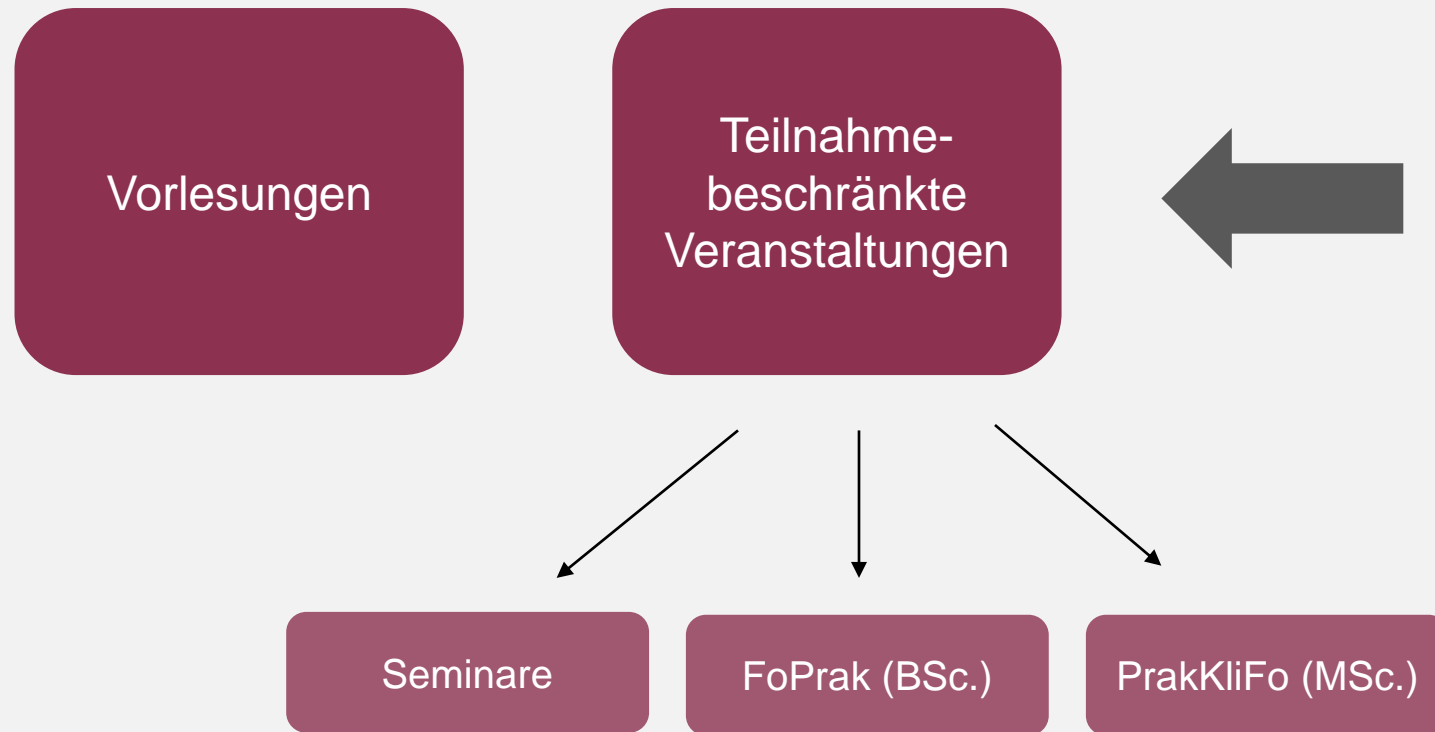 Vorlesungen
Teilnahme-
beschränkte
Veranstaltungen
Seminare
FoPrak (BSc.)
PrakKliFo (MSc.)